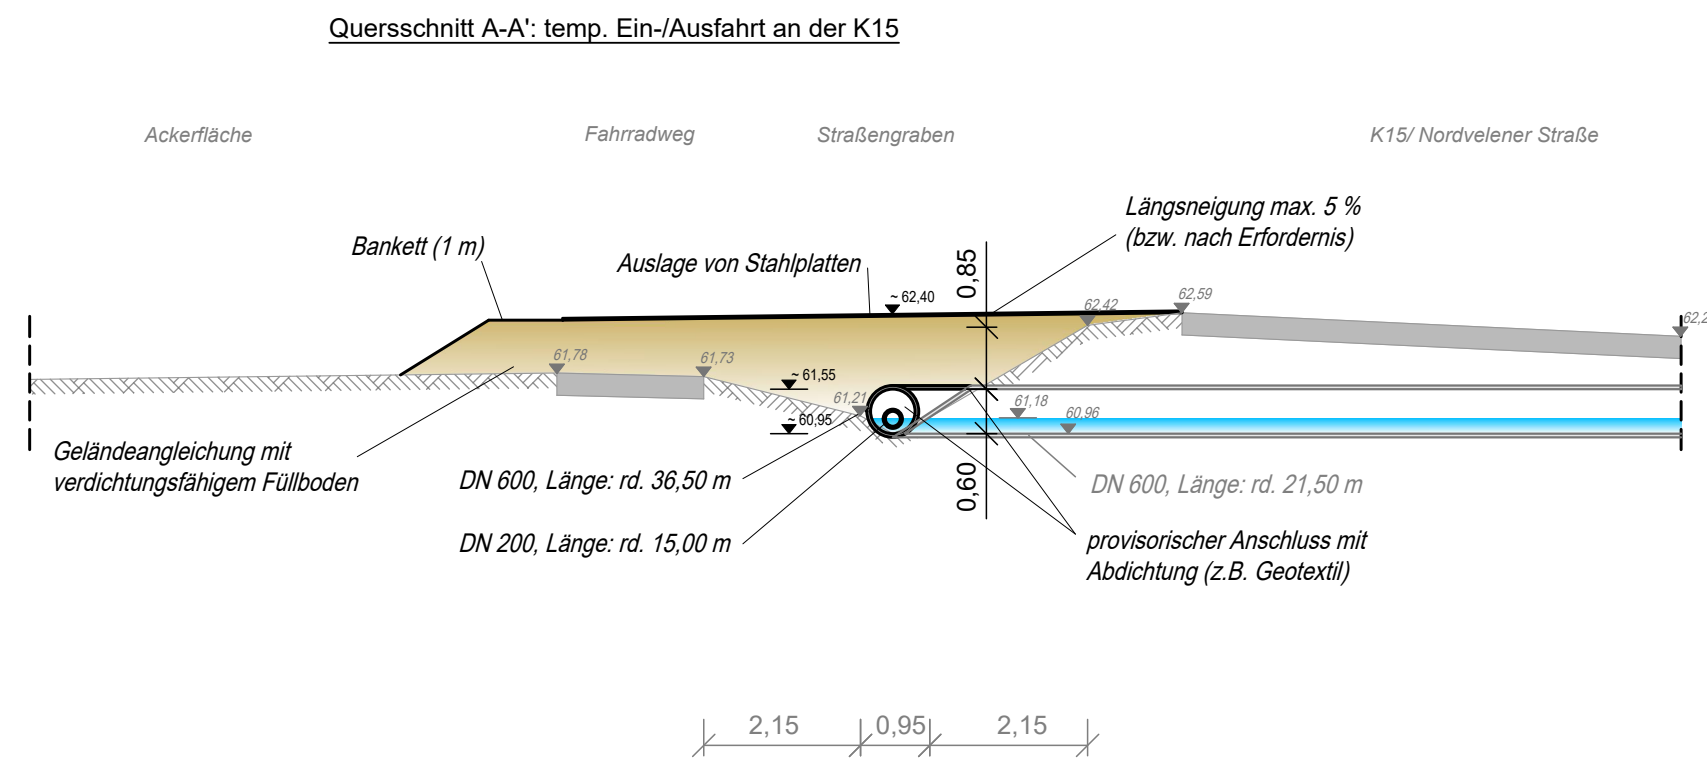 Quersschnitt A-A': temp. Ein-/Ausfahrt an der K15
Ackerfläche
Fahrradweg
Straßengraben
K15/ Nordvelener Straße
Längsneigung max. 5 %
(bzw. nach Erfordernis)
Bankett (1 m)
Auslage von Stahlplatten
0,85
~ 62,40
62,42
62,59
61,78
61,73
~ 61,55
61,21
~ 60,95
61,18
60,96
Geländeangleichung mit
verdichtungsfähigem Füllboden
DN 600, Länge: rd. 36,50 m
0,60
DN 600, Länge: rd. 21,50 m
DN 200, Länge: rd. 15,00 m
provisorischer Anschluss mit
Abdichtung (z.B. Geotextil)
2,15
0,95
2,15